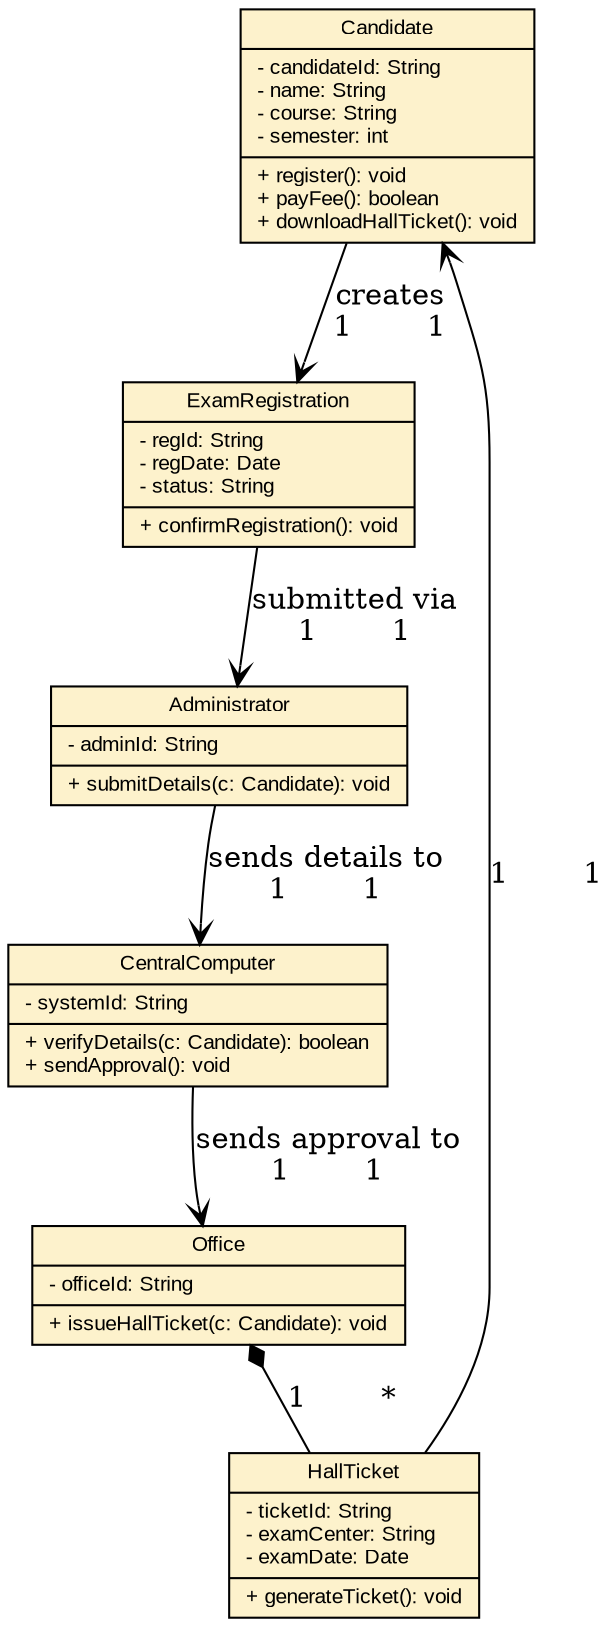 Candidate
- candidateId: String
- name: String
- course: String
- semester: int
+ register(): void
+ payFee(): boolean
+ downloadHallTicket(): void
creates
1 1
ExamRegistration
- regId: String
- regDate: Date
- status: String
+ confirmRegistration(): void
submitted via
1 1
Administrator
- adminId: String
+ submitDetails(c: Candidate): void
sends details to
1 1
1 1
CentralComputer
- systemId: String
+ verifyDetails(c: Candidate): boolean
+ sendApproval(): void
sends approval to
1 1
Office
- officeId: String
+ issueHallTicket(c: Candidate): void
1 *
HallTicket
- ticketId: String
- examCenter: String
- examDate: Date
+ generateTicket(): void